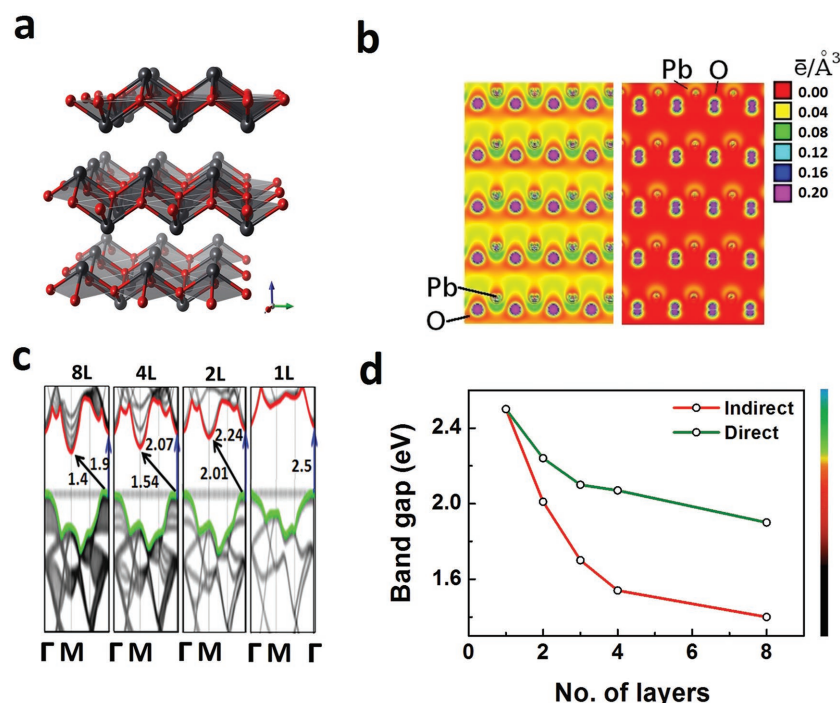 a
b
Pb O
e̅/Å³
0.00
0.04
0.08
0.12
0.16
0.20
Pb
O
c
8L 4L 2L 1L
1.9
1.4
2.07
1.54
2.24
2.01
2.5
Γ M Γ M Γ M Γ M Γ
d
Band gap (eV)
2.4
2.0
1.6
Indirect
Direct
0 2 4 6 8
No. of layers